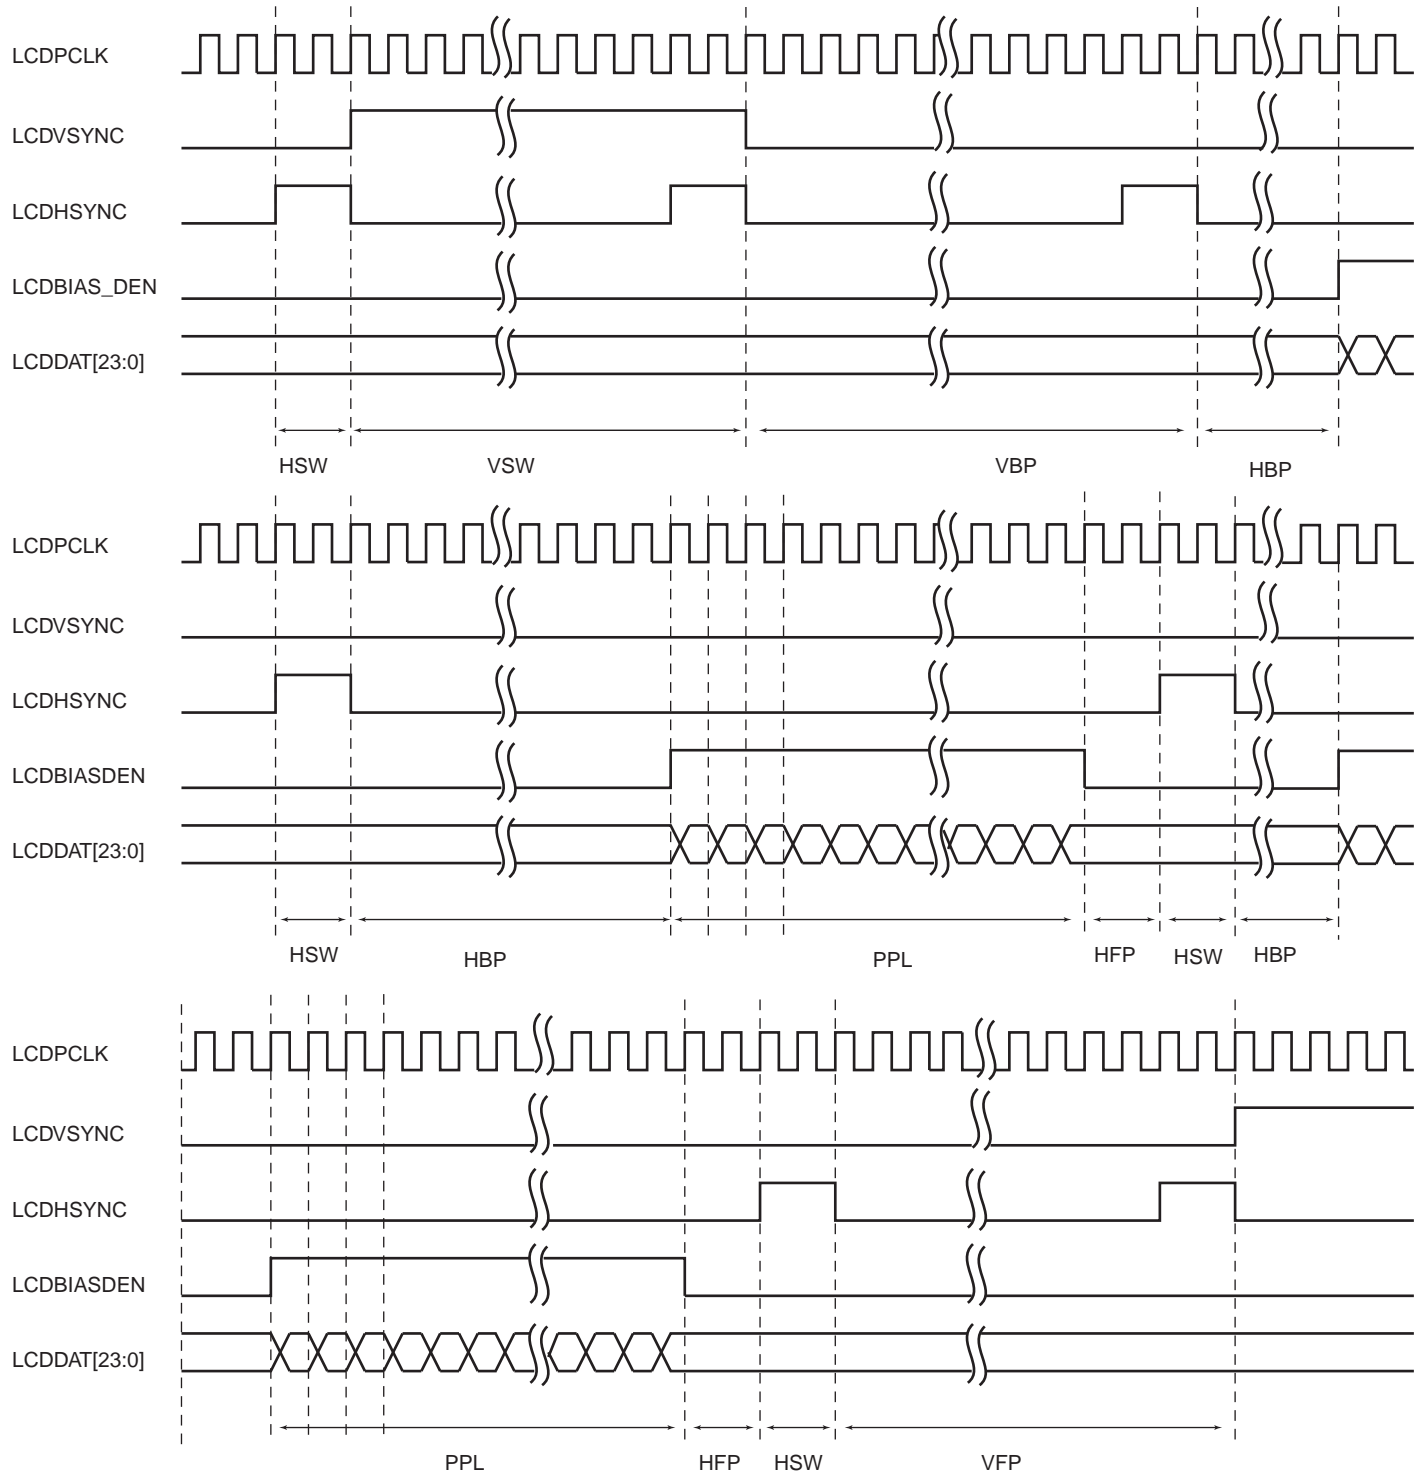 LCDPCLK
LCDVSYNC
LCDHSYNC
LCDBIAS_DEN
LCDDAT[23:0]
HSW VSW VBP HBP
LCDPCLK
LCDVSYNC
LCDHSYNC
LCDBIASDEN
LCDDAT[23:0]
HSW HBP PPL HFP HSW HBP
LCDPCLK
LCDVSYNC
LCDHSYNC
LCDBIASDEN
LCDDAT[23:0]
PPL HFP HSW VFP